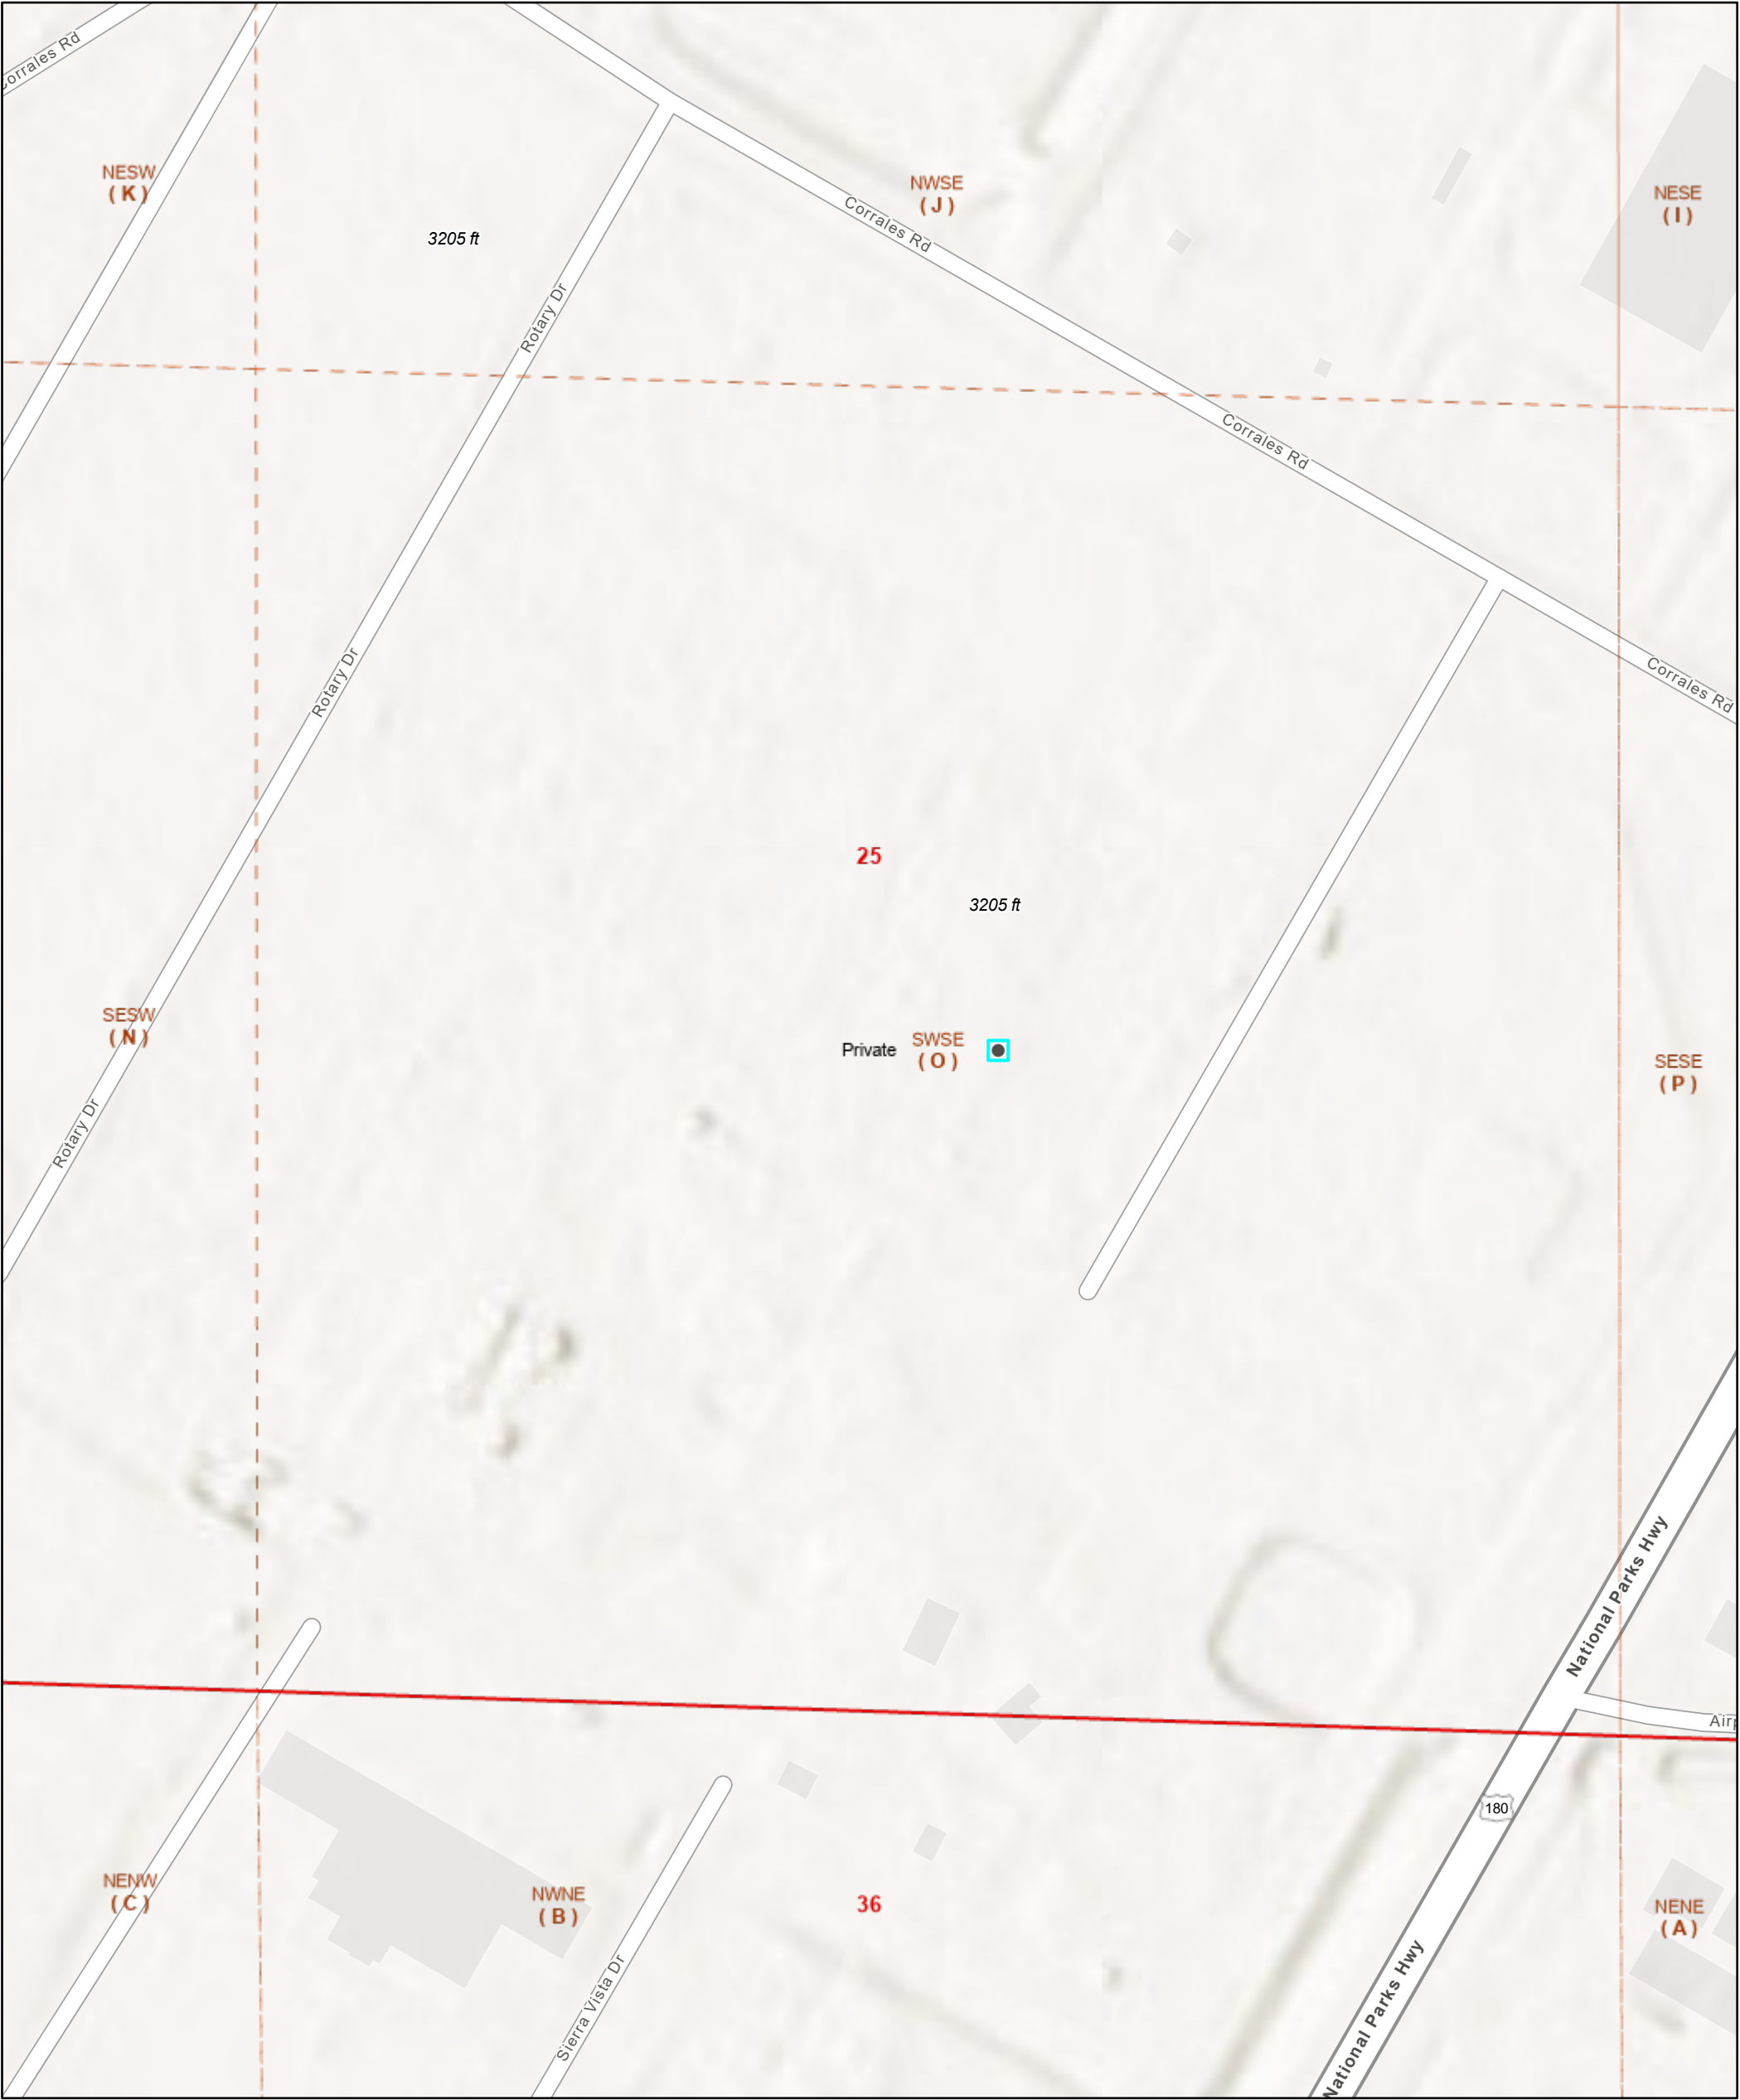 Corrales Rd
NESW
( K )
NWSE
( J )
NESE
( I )
Corrales Rd
3205 ft
Rotary Dr
Corrales Rd
Rotary Dr
Corrales Rd
25
3205 ft
SESW
( N )
Private
SWSE
( O )
SESE
( P )
Rotary Dr
National Parks Hwy
Airp
180
NENW
( C )
NWNE
( B )
36
NENE
( A )
Sierra Vista Dr
National Parks Hwy